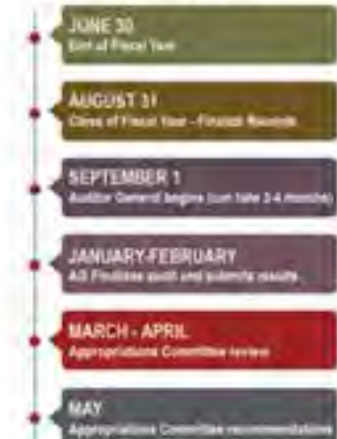 JUNE 30
End of Fiscal Year
AUGUST 31
Close of Fiscal Year - Finalize Records
SEPTEMBER 1
Auditor General begins (can take 3-4 months)
JANUARY-FEBRUARY
AG Finalizes audit and submits results
MARCH - APRIL
Appropriations Committee review
MAY
Appropriations Committee recommendations